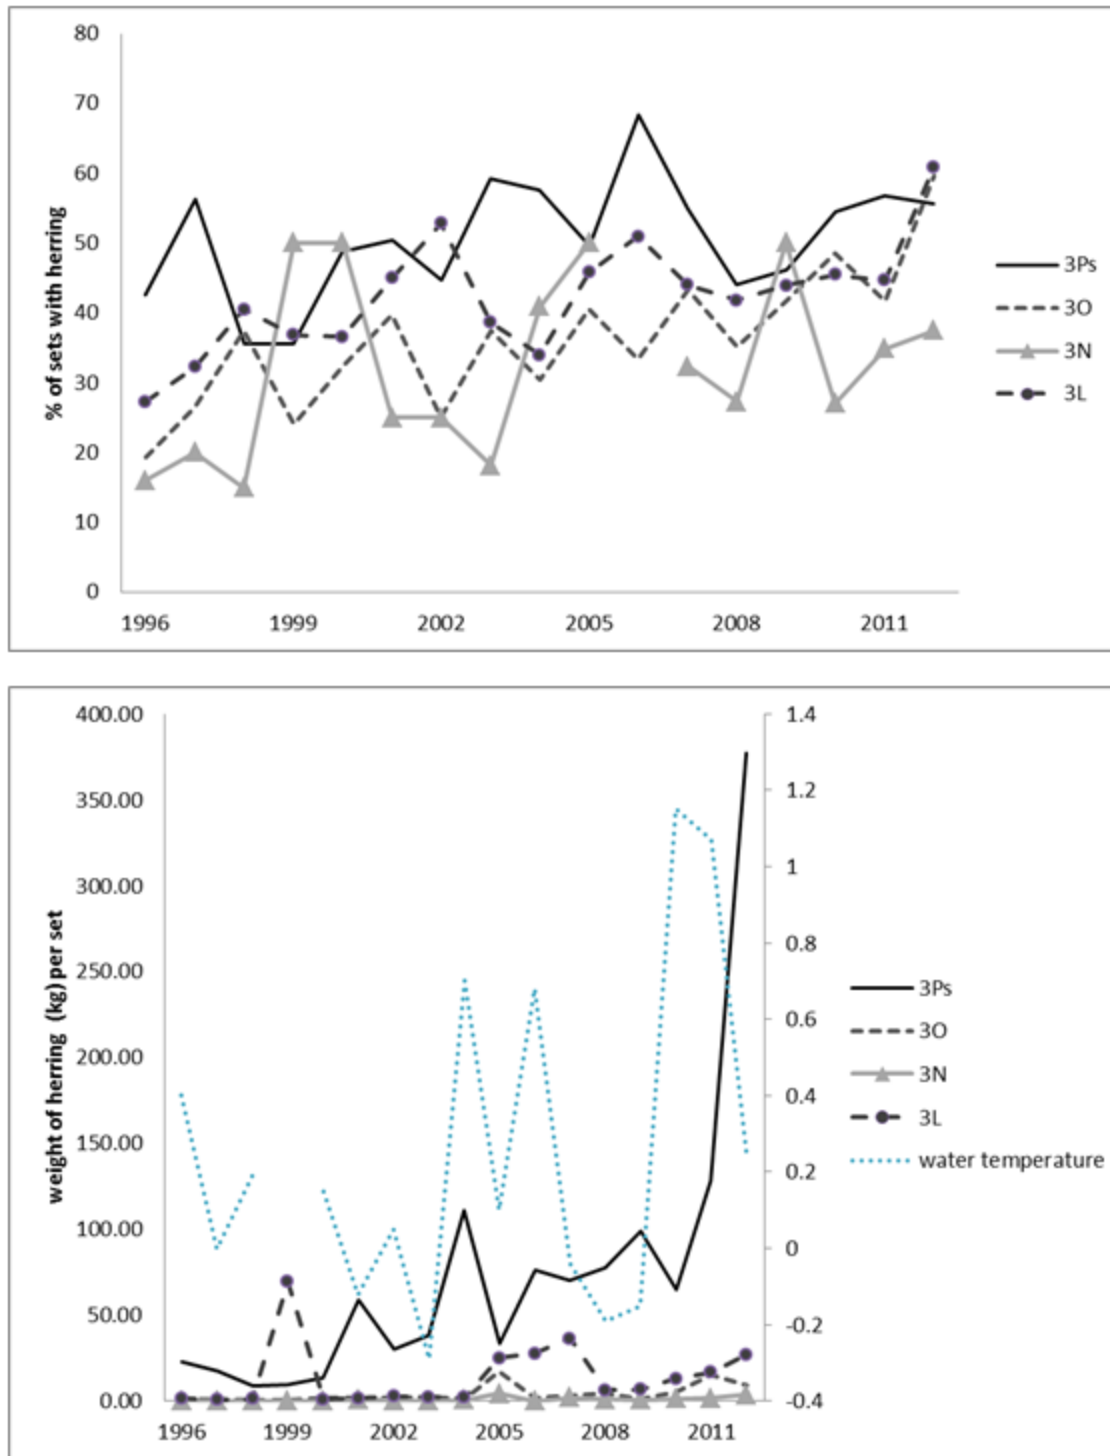 80
70
60
50
40
30
20
10
0
% of sets with herring
1996 1999 2002 2005 2008 2011
3Ps
3O
3N
3L
400.00
350.00
300.00
250.00
200.00
150.00
100.00
50.00
0.00
weight of herring (kg) per set
1996 1999 2002 2005 2008 2011
1.4
1.2
1
0.8
0.6
0.4
0.2
0
-0.2
-0.4
3Ps
3O
3N
3L
water temperature